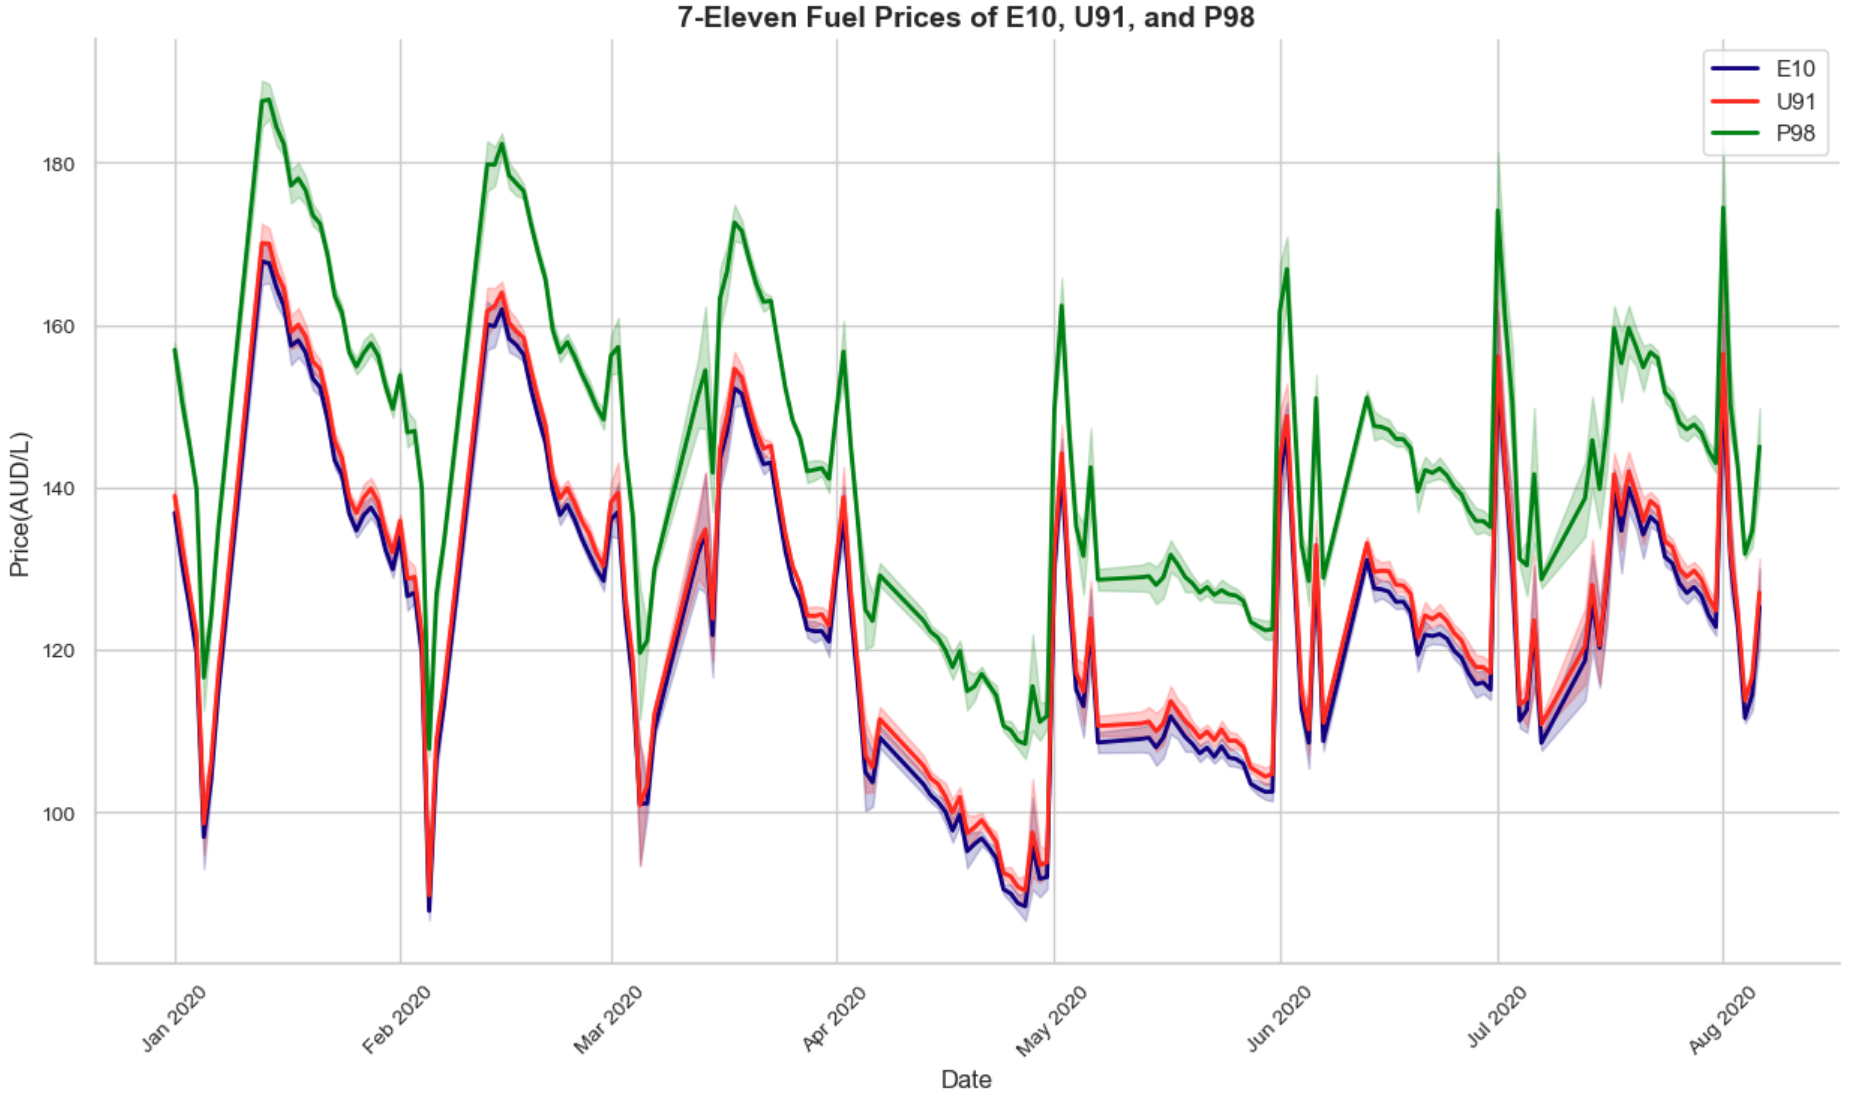 7-Eleven Fuel Prices of E10, U91, and P98
E10
U91
P98
Price(AUD/L)
180
160
140
120
100
Jan 2020
Feb 2020
Mar 2020
Apr 2020
May 2020
Jun 2020
Jul 2020
Aug 2020
Date